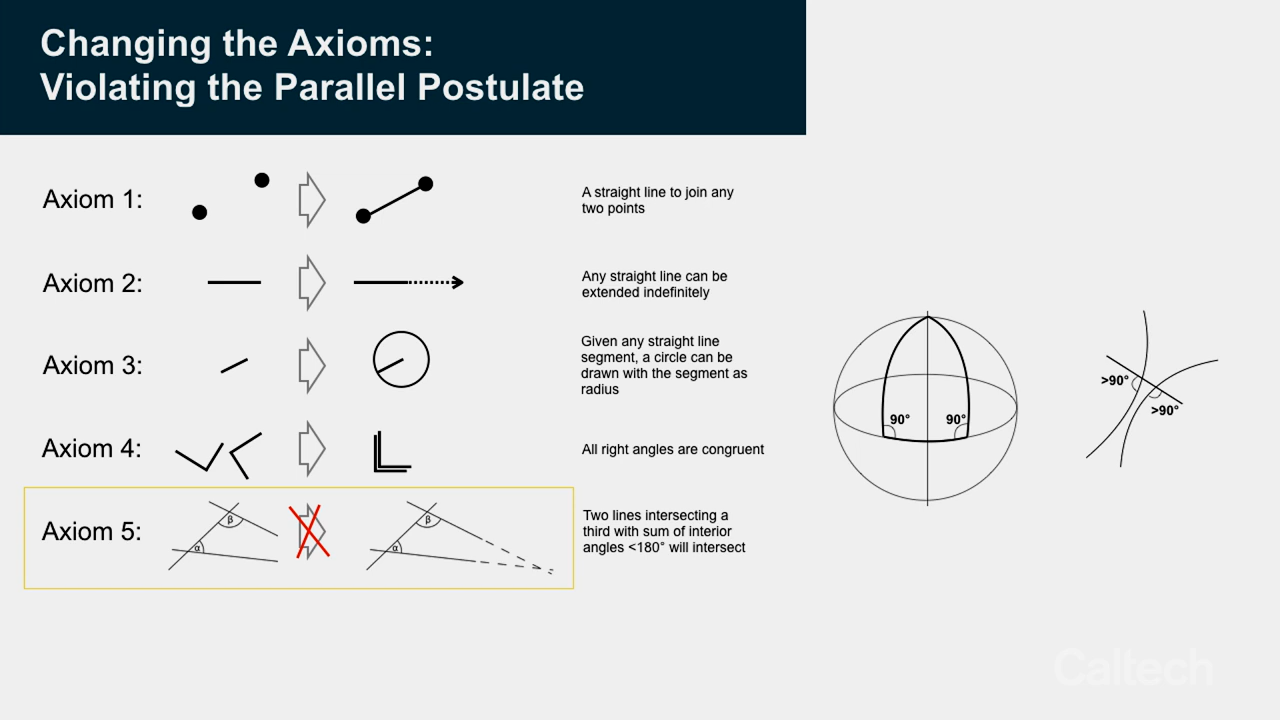 Changing the Axioms:
Violating the Parallel Postulate
Axiom 1:
A straight line to join any
two points
Axiom 2:
Any straight line can be
extended indefinitely
Axiom 3:
Given any straight line
segment, a circle can be
drawn with the segment as
radius
Axiom 4:
All right angles are congruent
Axiom 5:
β
α
β
α
Two lines intersecting a
third with sum of interior
angles <180° will intersect
90°
90°
>90°
>90°
Caltech